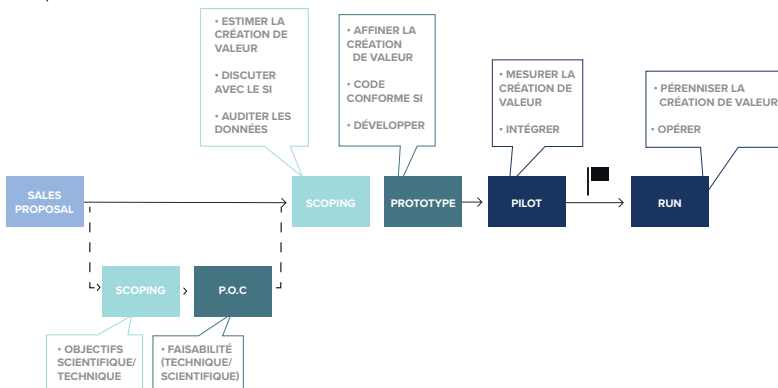 • ESTIMER LA
CRÉATION DE
VALEUR
• DISCUTER
AVEC LE SI
• AUDITER LES
DONNÉES
• AFFINER LA
CRÉATION
DE VALEUR
• CODE
CONFORME SI
• DÉVELOPPER
• MESURER LA
CRÉATION DE
VALEUR
• INTÉGRER
• PÉRENNISER LA
CRÉATION DE VALEUR
• OPÉRER
SALES
PROPOSAL
SCOPING
PROTOTYPE
PILOT
RUN
SCOPING
P.O.C
• OBJECTIFS
SCIENTIFIQUE/
TECHNIQUE
• FAISABILITÉ
(TECHNIQUE/
SCIENTIFIQUE)